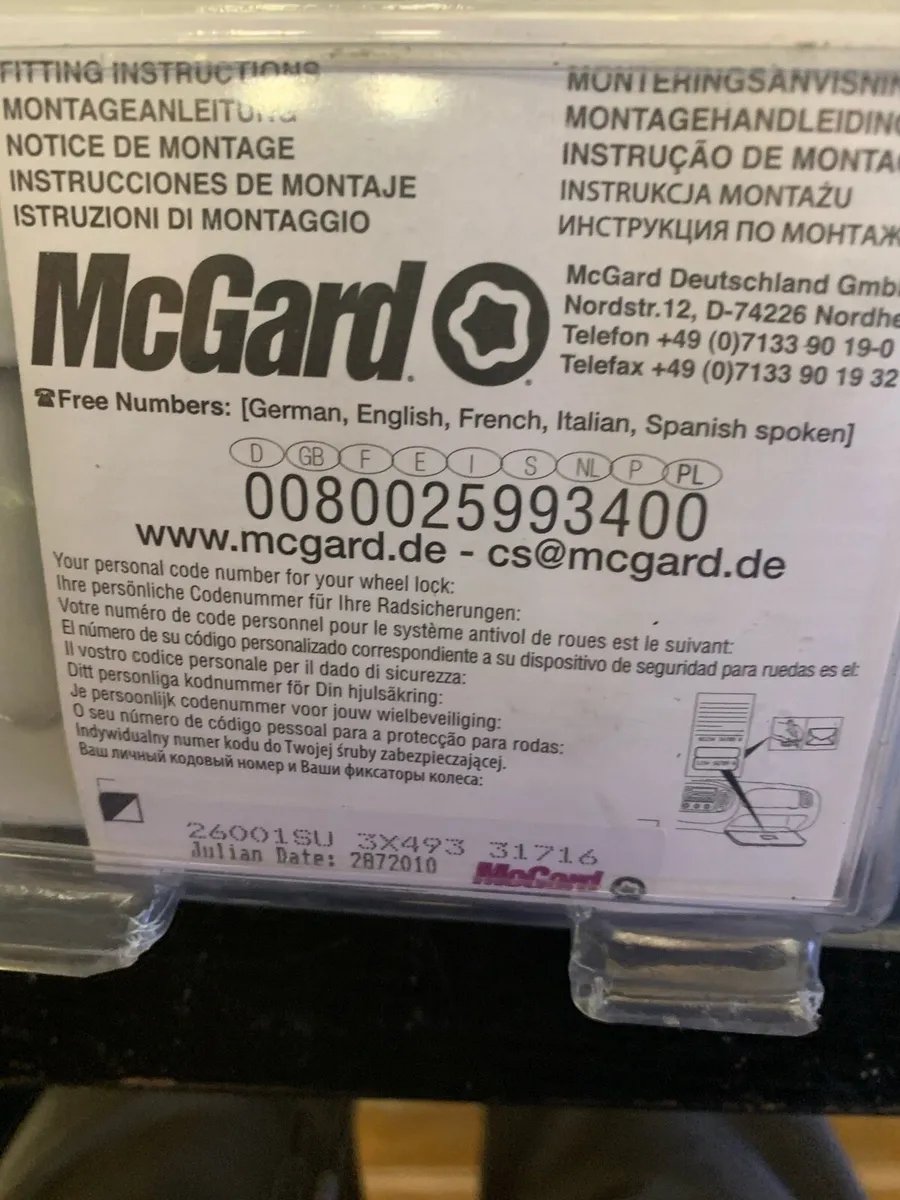 FITTING INSTRUCTIONS
MONTAGEANLEITUNG
NOTICE DE MONTAGE
INSTRUCCIONES DE MONTAJE
ISTRUZIONI DI MONTAGGIO
MONTERINGSANVISNIN
MONTAGEHANDLEIDING
INSTRUÇÃO DE MONTA
INSTRUKCJA MONTAŻU
ИНСТРУКЦИЯ ПО МОНТАЖ
McGard
McGard Deutschland Gmb
Nordstr.12, D-74226 Nordhe
Telefon +49 (0)7133 90 19-0
Telefax +49 (0)7133 90 19 32
☎Free Numbers: [German, English, French, Italian, Spanish spoken]
D GB F E I S NL P PL
0080025993400
www.mcgard.de - cs@mcgard.de
Your personal code number for your wheel lock:
Ihre persönliche Codenummer für Ihre Radsicherungen:
Votre numéro de code personnel pour le système antivol de roues est le suivant:
El número de su código personalizado correspondiente a su dispositivo de seguridad para ruedas es el:
Il vostro codice personale per il dado di sicurezza:
Ditt personliga kodnummer för Din hjulsäkring:
Je persoonlijk codenummer voor jouw wielbeveiliging:
O seu número de código pessoal para a protecção para rodas:
Indywidualny numer kodu do Twojej śruby zabezpieczającej.
Ваш личный кодовый номер и Ваши фиксаторы колеса:
26001SU 3X493 31716
Julian Date: 2872010
McGard